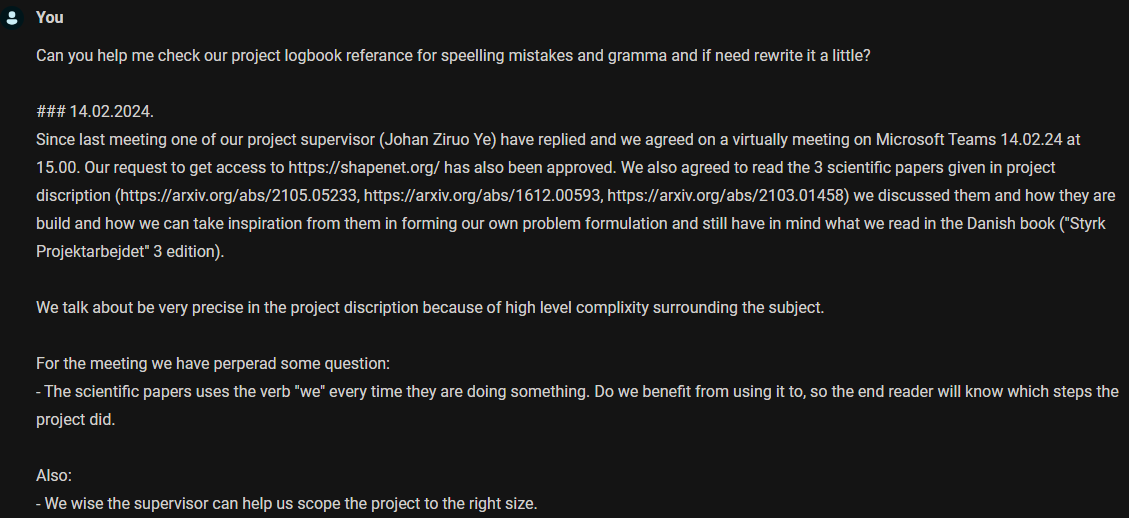 You
Can you help me check our project logbook referance for speelling mistakes and gramma and if need rewrite it a little?
### 14.02.2024.
Since last meeting one of our project supervisor (Johan Ziruo Ye) have replied and we agreed on a virtually meeting on Microsoft Teams 14.02.24 at
15.00. Our request to get access to https://shapenet.org/ has also been approved. We also agreed to read the 3 scientific papers given in project
discription (https://arxiv.org/abs/2105.05233, https://arxiv.org/abs/1612.00593, https://arxiv.org/abs/2103.01458) we discussed them and how they are
build and how we can take inspiration from them in forming our own problem formulation and still have in mind what we read in the Danish book ("Styrk
Projektarbejdet" 3 edition).
We talk about be very precise in the project discription because of high level complixity surrounding the subject.
For the meeting we have perperad some question:
- The scientific papers uses the verb "we" every time they are doing something. Do we benefit from using it to, so the end reader will know which steps the
project did.
Also:
- We wise the supervisor can help us scope the project to the right size.